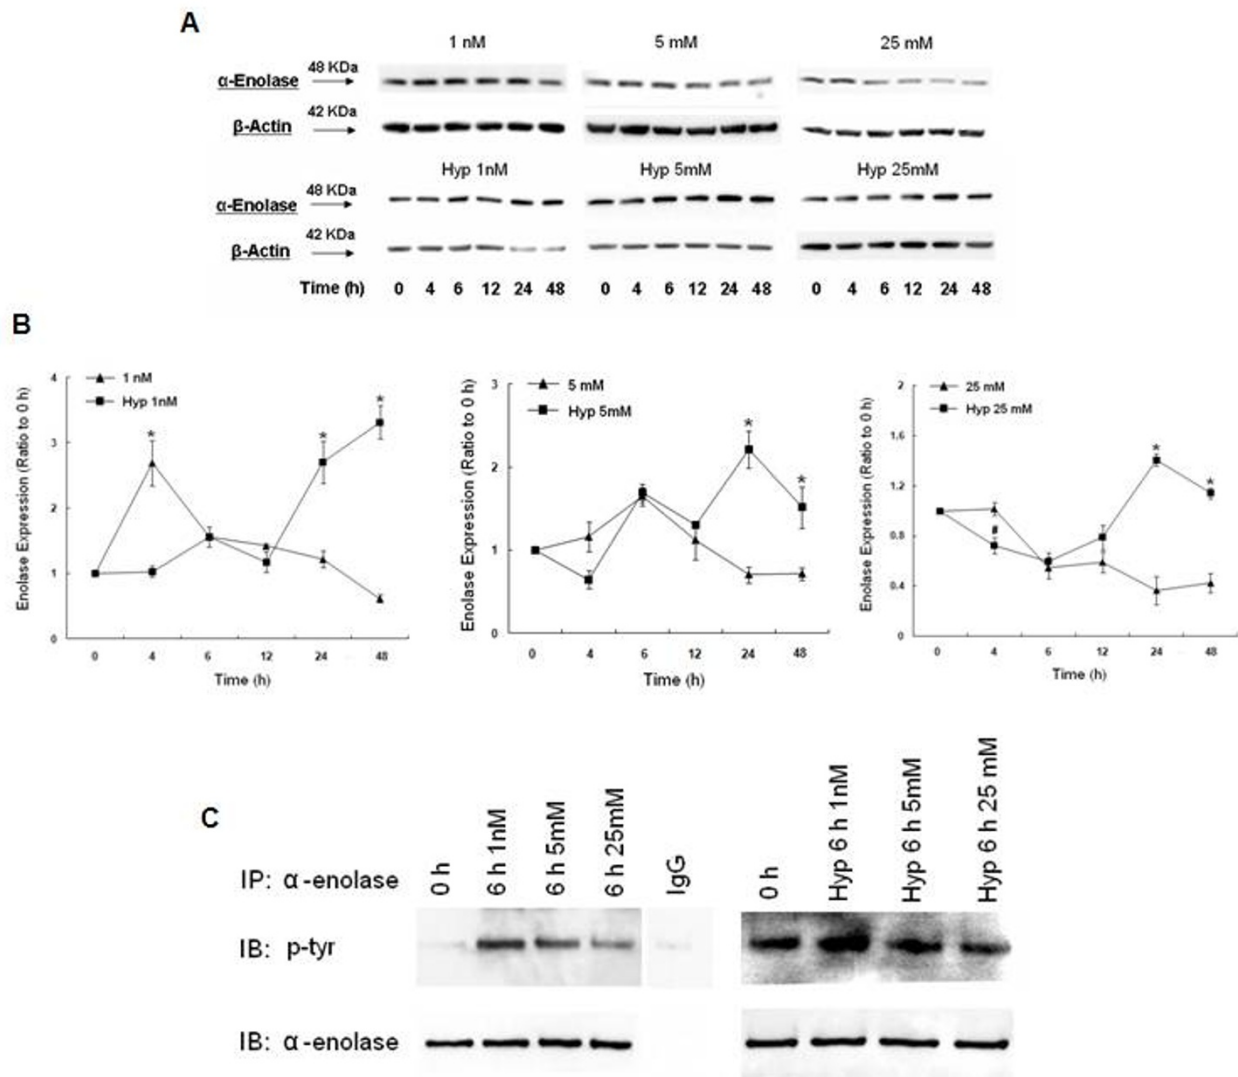 A
1 nM 5 mM 25 mM
α-Enolase 48 KDa
β-Actin 42 KDa
Hyp 1nM Hyp 5mM Hyp 25mM
α-Enolase 48 KDa
β-Actin 42 KDa
Time (h) 0 4 6 12 24 48 0 4 6 12 24 48 0 4 6 12 24 48
B
Enolase Expression (Ratio to 0 h)
1 nM
Hyp 1nM
4
3
2
1
0
* * *
0 4 6 12 24 48
Time (h)
Enolase Expression (Ratio to 0 h)
5 mM
Hyp 5mM
3
2
1
0
* *
0 4 6 12 24 48
Time (h)
Enolase Expression (Ratio to 0 h)
25 mM
Hyp 25 mM
2
1,6
1,2
0,8
0,4
0
# * *
0 4 6 12 24 48
Time (h)
C
IP: α-enolase 0 h 6 h 1nM 6 h 5mM 6 h 25mM IgG 0 h Hyp 6 h 1nM Hyp 6 h 5mM Hyp 6 h 25 mM
IB: p-tyr
IB: α-enolase